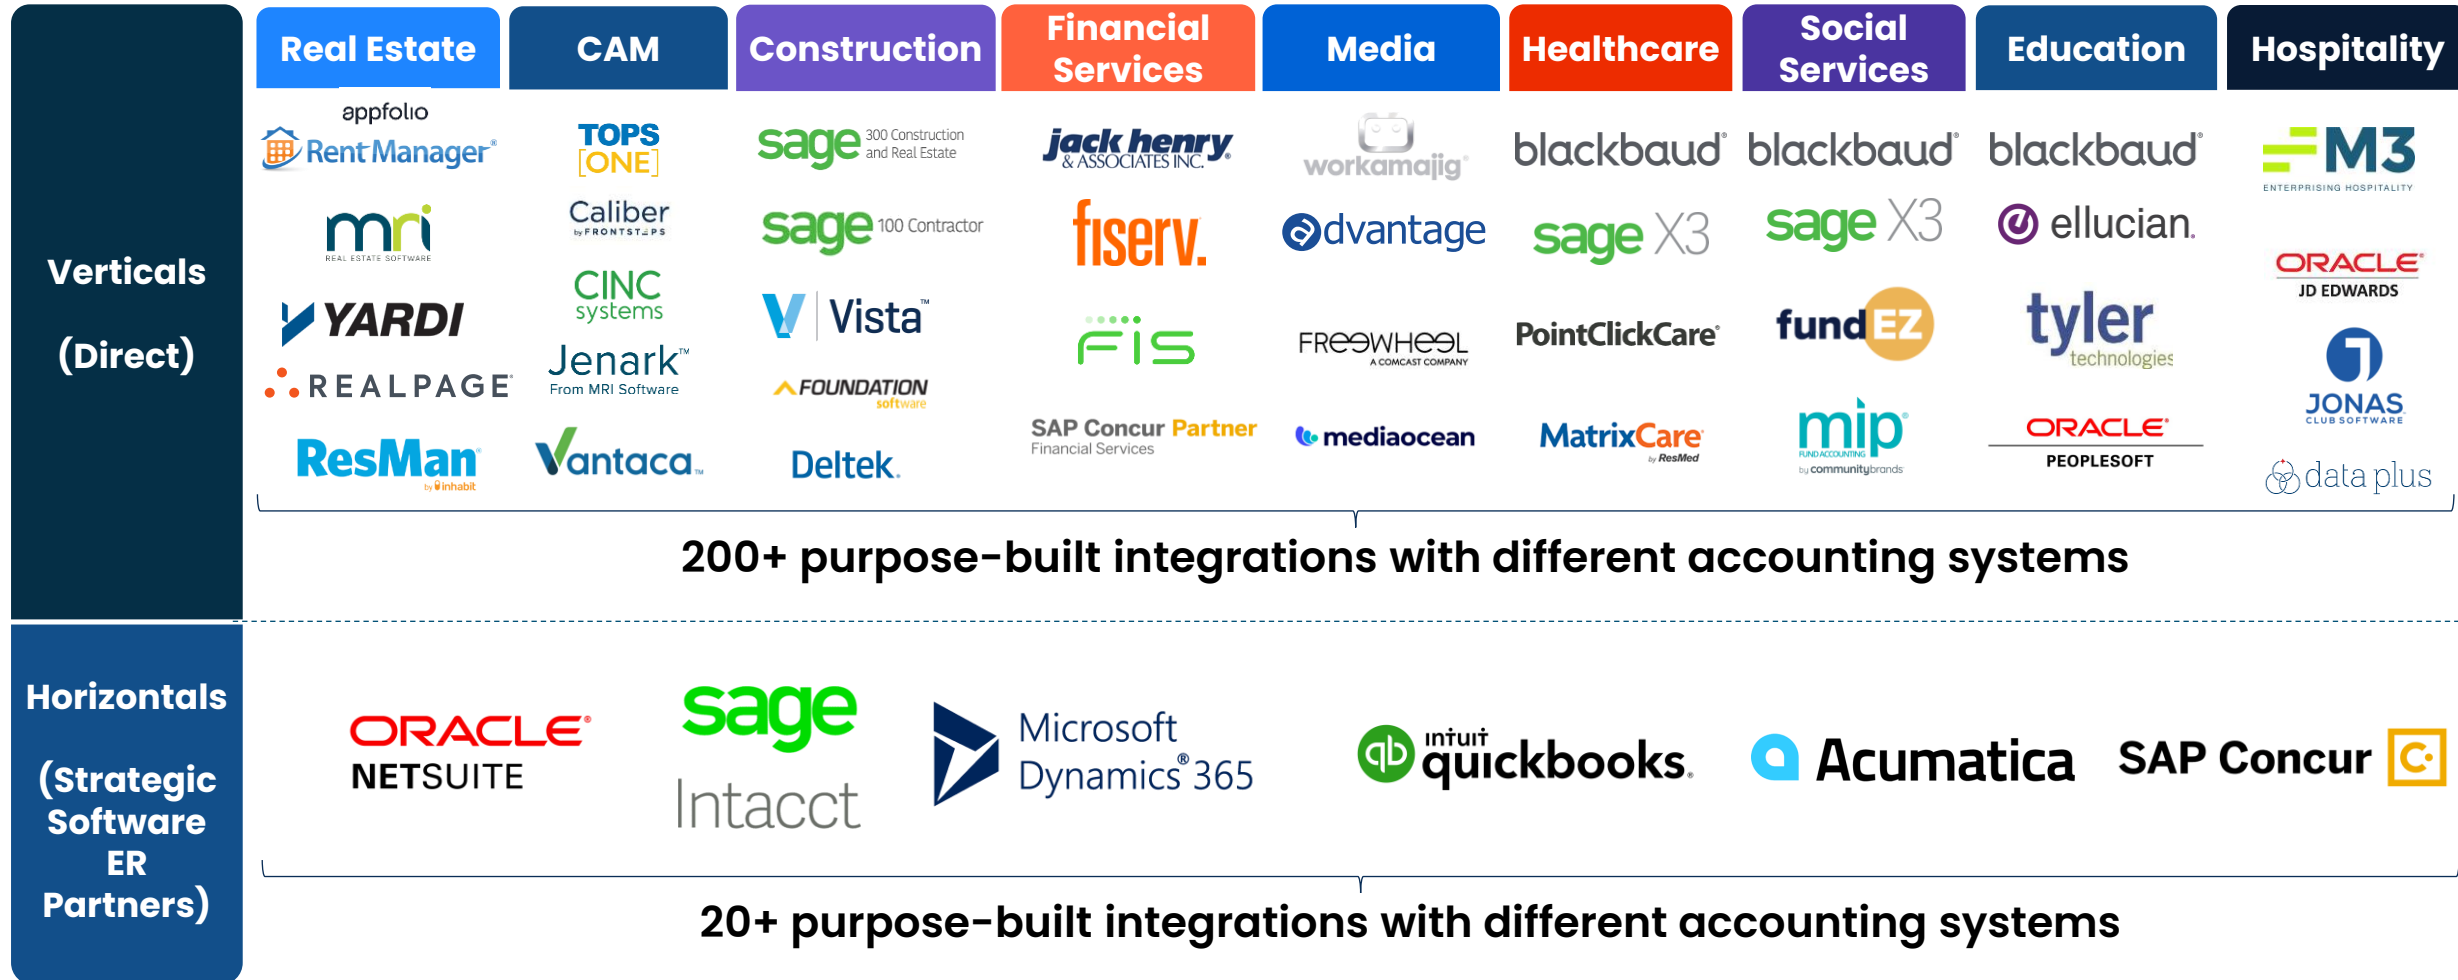 Verticals
(Direct)
Real Estate
appfolio
Rent Manager®
mri
REAL ESTATE SOFTWARE
YARDI
REALPAGE
ResMan®
by inhabit
CAM
TOPS
[ONE]
Caliber
by FRONTSTEPS
CINC
systems
Jenark™
From MRI Software
Vantaca™
Construction
sage 300 Construction
and Real Estate
sage 100 Contractor
Vista™
FOUNDATION
software
Deltek.
Financial
Services
jack henry
& ASSOCIATES INC.®
fiserv.
FIS
SAP Concur Partner
Financial Services
Media
workamajig®
advantage
FREEWHEEL
A COMCAST COMPANY
mediaocean
Healthcare
blackbaud®
sage X3
PointClickCare®
MatrixCare®
by ResMed
Social
Services
blackbaud®
sage X3
fund EZ
mip®
FUND ACCOUNTING
by communitybrands
Education
blackbaud®
ellucian.
tyler
technologies
ORACLE®
PEOPLESOFT
Hospitality
M3
ENTERPRISING HOSPITALITY
ORACLE®
JD EDWARDS
JONAS
CLUB SOFTWARE
data plus
200+ purpose-built integrations with different accounting systems
Horizontals
(Strategic
Software
ER
Partners)
ORACLE®
NETSUITE
sage
Intacct
Microsoft
Dynamics® 365
qb
intuit
quickbooks.
Acumatica
SAP Concur C.
20+ purpose-built integrations with different accounting systems